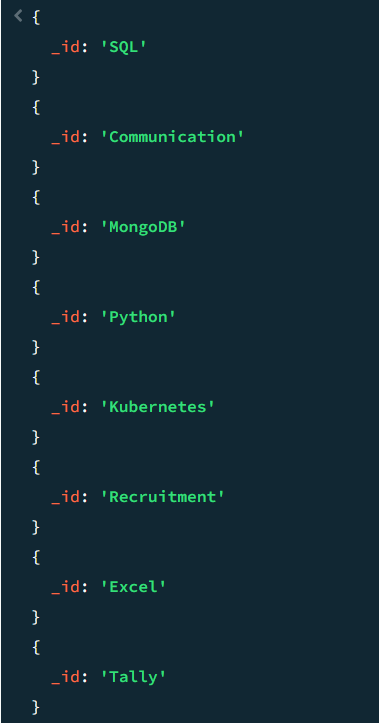 {
_id: 'SQL'
}
{
_id: 'Communication'
}
{
_id: 'MongoDB'
}
{
_id: 'Python'
}
{
_id: 'Kubernetes'
}
{
_id: 'Recruitment'
}
{
_id: 'Excel'
}
{
_id: 'Tally'
}